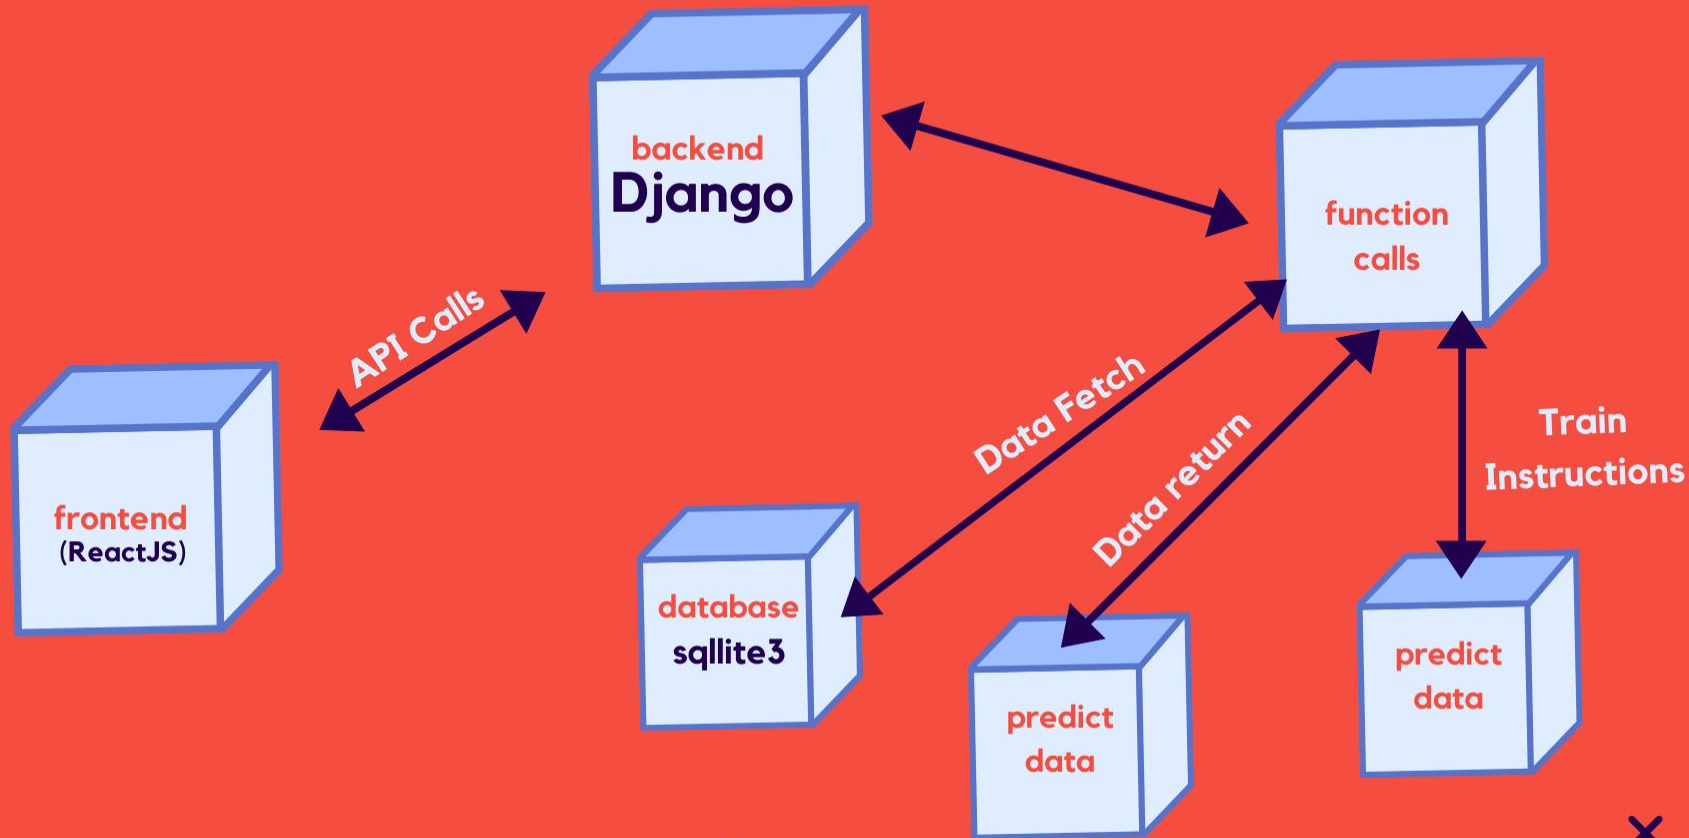 backend
Django
function
calls
API Calls
Data Fetch
Data return
Train
Instructions
frontend
(ReactJS)
database
sqllite3
predict
data
predict
data